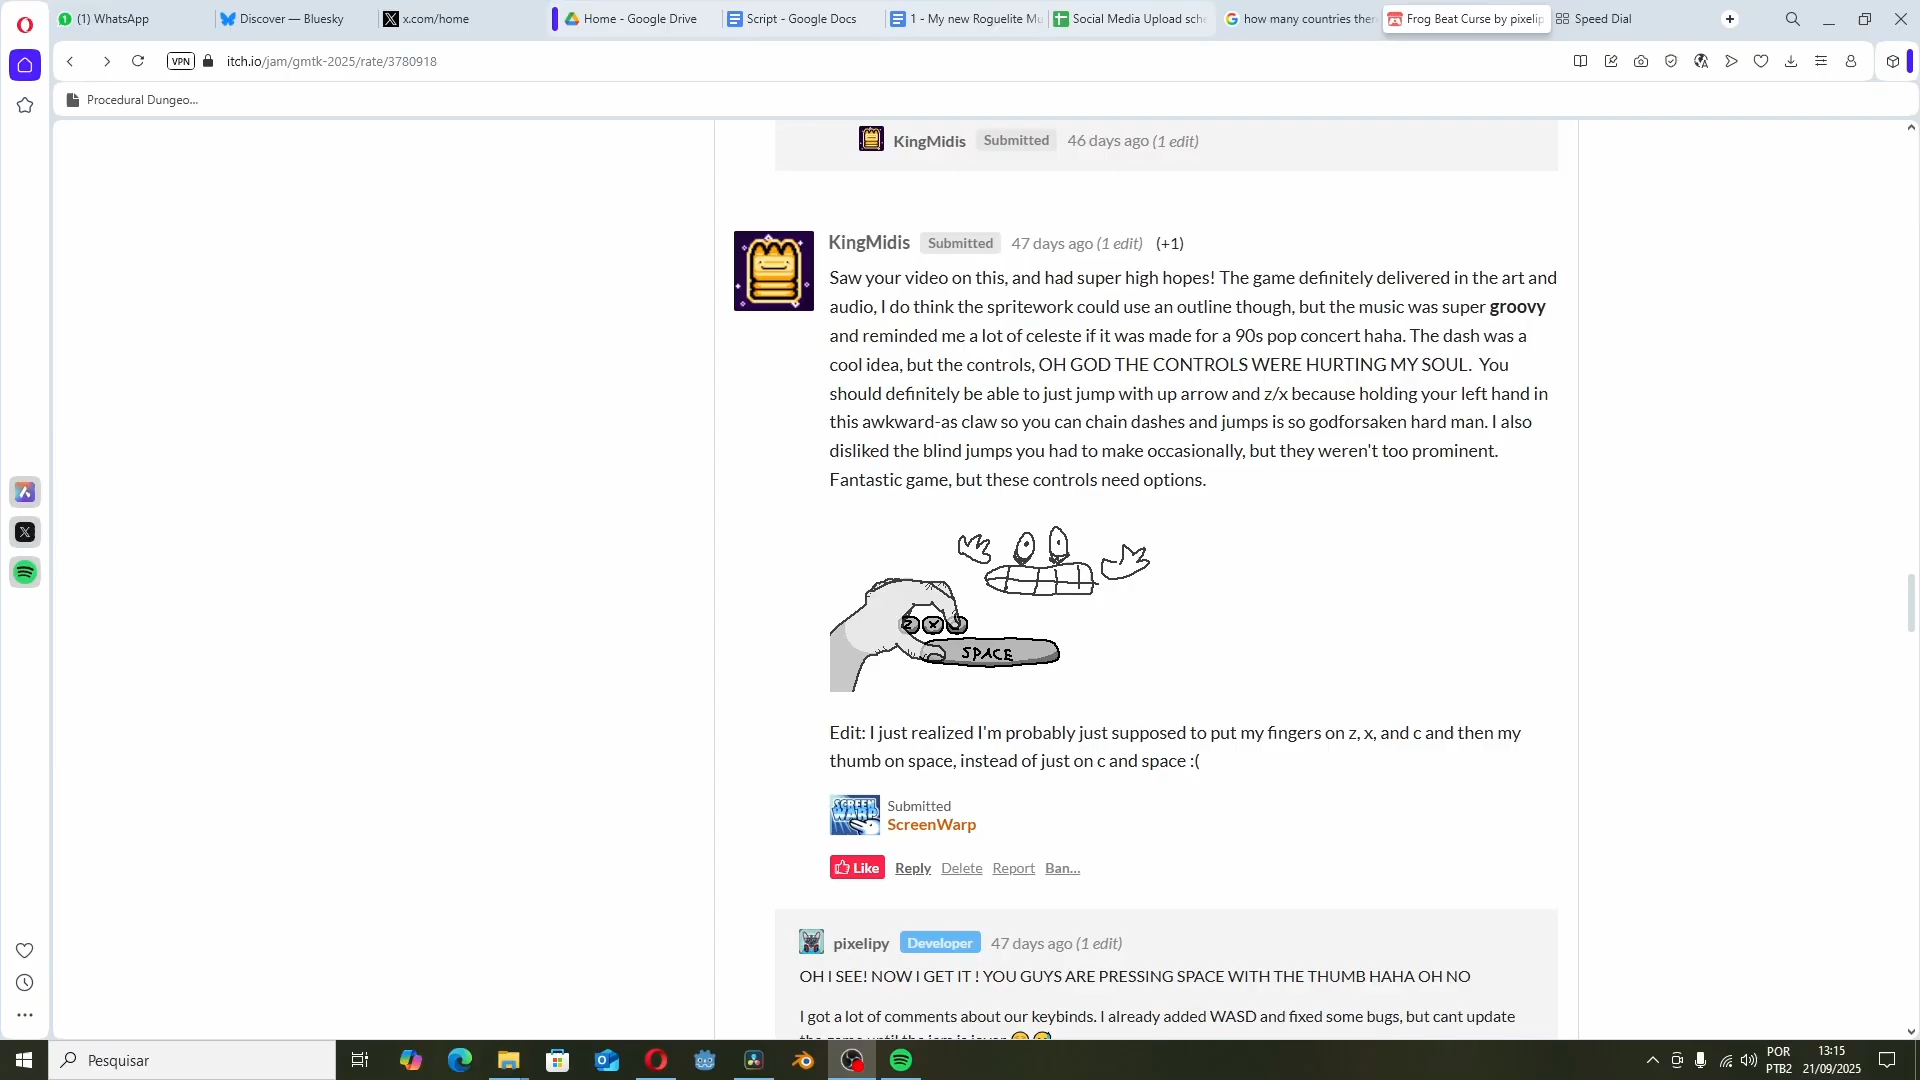 (1) WhatsApp
Discover — Bluesky
x.com/home
Home - Google Drive
Script - Google Docs
1 - My new Roguelite Mu
Social Media Upload sche
how many countries ther
Frog Beat Curse by pixelip
Speed Dial
VPN
itch.io/jam/gmtk-2025/rate/3780918
Procedural Dungeo...
KingMidis Submitted 46 days ago (1 edit)
KingMidis Submitted 47 days ago (1 edit) (+1)
Saw your video on this, and had super high hopes! The game definitely delivered in the art and
audio, I do think the spritework could use an outline though, but the music was super groovy
and reminded me a lot of celeste if it was made for a 90s pop concert haha. The dash was a
cool idea, but the controls, OH GOD THE CONTROLS WERE HURTING MY SOUL.  You
should definitely be able to just jump with up arrow and z/x because holding your left hand in
this awkward-as claw so you can chain dashes and jumps is so godforsaken hard man. I also
disliked the blind jumps you had to make occasionally, but they weren't too prominent.
Fantastic game, but these controls need options.
Z X
SPACE
Edit: I just realized I'm probably just supposed to put my fingers on z, x, and c and then my
thumb on space, instead of just on c and space :(
SCREEN WARP
Submitted
ScreenWarp
Like Reply Delete Report Ban...
pixelipy Developer 47 days ago (1 edit)
OH I SEE! NOW I GET IT ! YOU GUYS ARE PRESSING SPACE WITH THE THUMB HAHA OH NO
I got a lot of comments about our keybinds. I already added WASD and fixed some bugs, but cant update
the game until the jam is lover
Pesquisar
POR
PTB2
13:15
21/09/2025